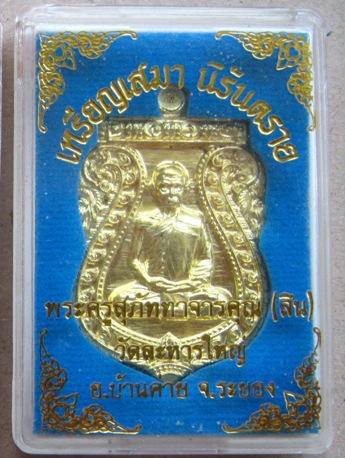 เหรียญเสมา นิรันตราย
พระครูสุภัททาจารคุณ (สิน)
วัดละหารใหญ่
อ.บ้านค่าย จ.ระยอง